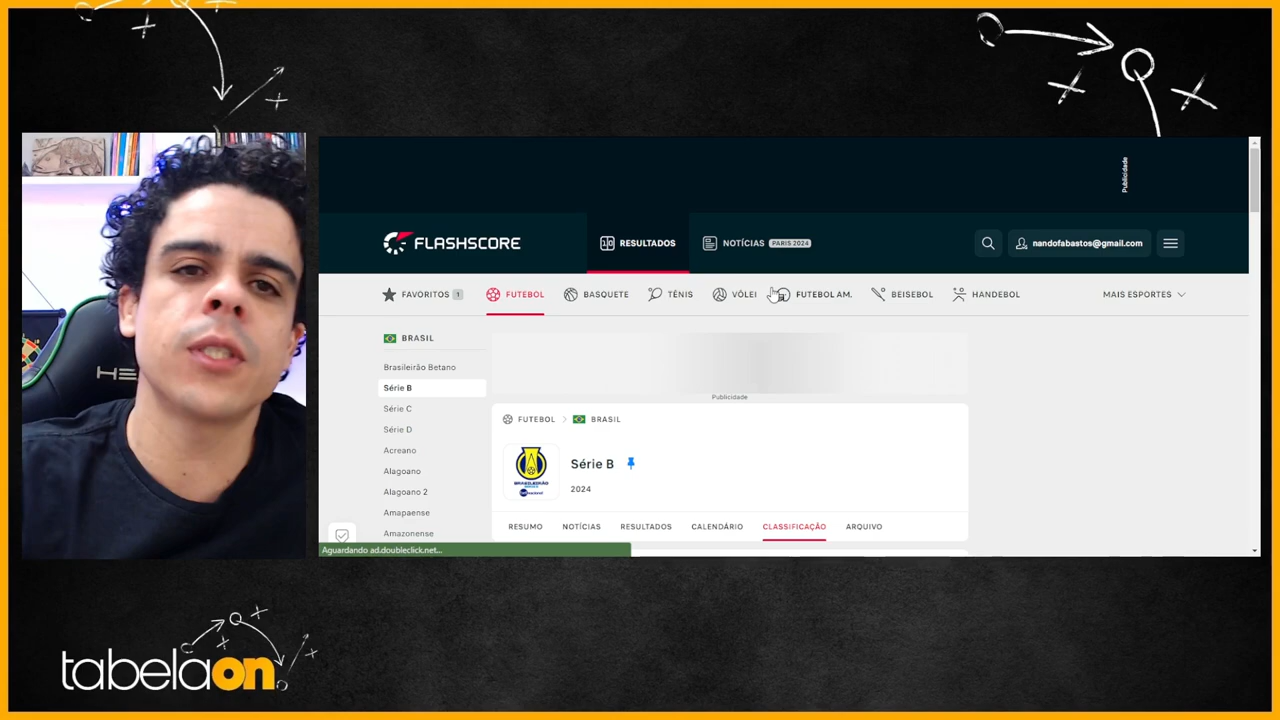 Publicidade
FLASHSCORE
RESULTADOS
NOTÍCIAS PARIS 2024
nandofabastos@gmail.com
FAVORITOS 1
FUTEBOL
BASQUETE
TÊNIS
VÔLEI
FUTEBOL AM.
BEISEBOL
HANDEBOL
MAIS ESPORTES
BRASIL
Brasileirão Betano
Série B
Série C
Série D
Acreano
Alagoano
Alagoano 2
Amapaense
Amazonense
Publicidade
FUTEBOL > BRASIL
Série B
2024
RESUMO
NOTÍCIAS
RESULTADOS
CALENDÁRIO
CLASSIFICAÇÃO
ARQUIVO
Aguardando ad.doubleclick.net...
HE
tabelaon